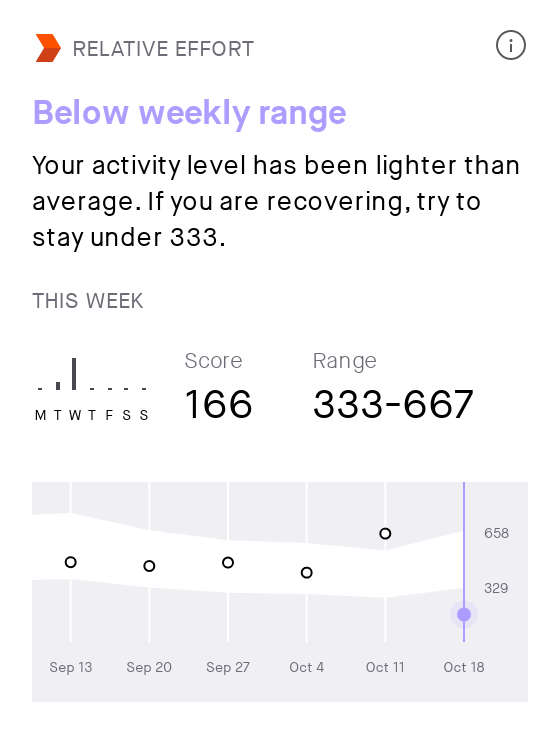 RELATIVE EFFORT
Below weekly range
Your activity level has been lighter than
average. If you are recovering, try to
stay under 333.
THIS WEEK
Score
Range
M T W T F S S
166
333-667
658
329
Sep 13
Sep 20
Sep 27
Oct 4
Oct 11
Oct 18